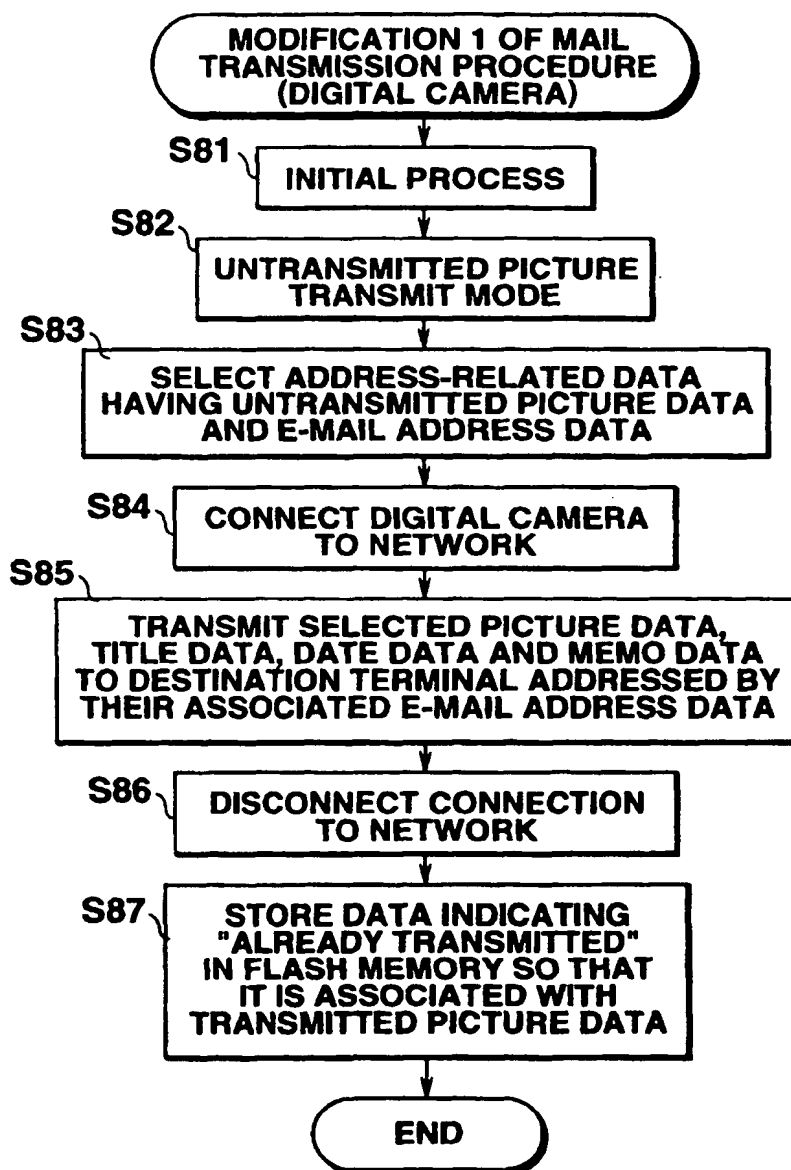 MODIFICATION 1 OF MAIL
TRANSMISSION PROCEDURE
(DIGITAL CAMERA)
S81
INITIAL PROCESS
S82
UNTRANSMITTED PICTURE
TRANSMIT MODE
S83
SELECT ADDRESS-RELATED DATA
HAVING UNTRANSMITTED PICTURE DATA
AND E-MAIL ADDRESS DATA
S84
CONNECT DIGITAL CAMERA
TO NETWORK
S85
TRANSMIT SELECTED PICTURE DATA,
TITLE DATA, DATE DATA AND MEMO DATA
TO DESTINATION TERMINAL ADDRESSED BY
THEIR ASSOCIATED E-MAIL ADDRESS DATA
S86
DISCONNECT CONNECTION
TO NETWORK
S87
STORE DATA INDICATING
"ALREADY TRANSMITTED"
IN FLASH MEMORY SO THAT
IT IS ASSOCIATED WITH
TRANSMITTED PICTURE DATA
END